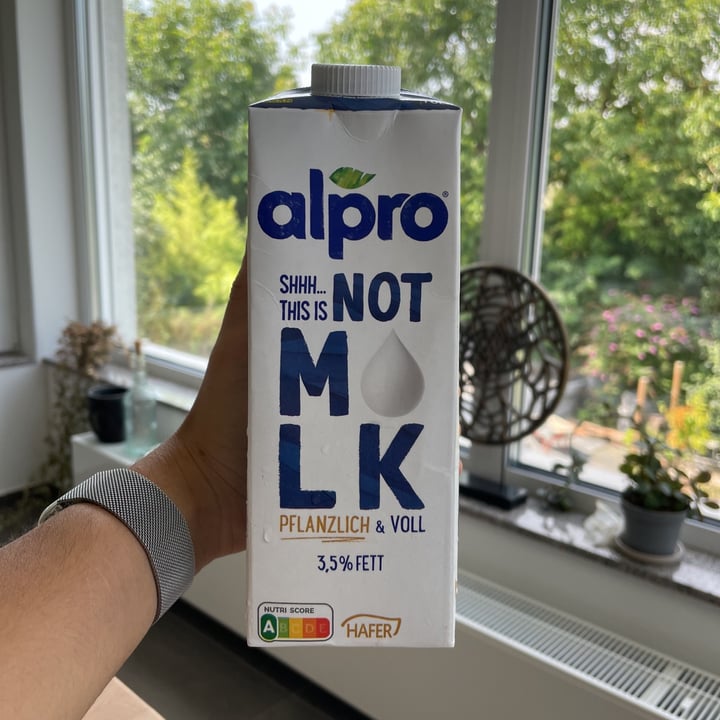 alpro®
SHHH...
THIS IS NOT
M
LK
PFLANZLICH & VOLL
3,5% FETT
NUTRI SCORE
A B C D E
HAFER